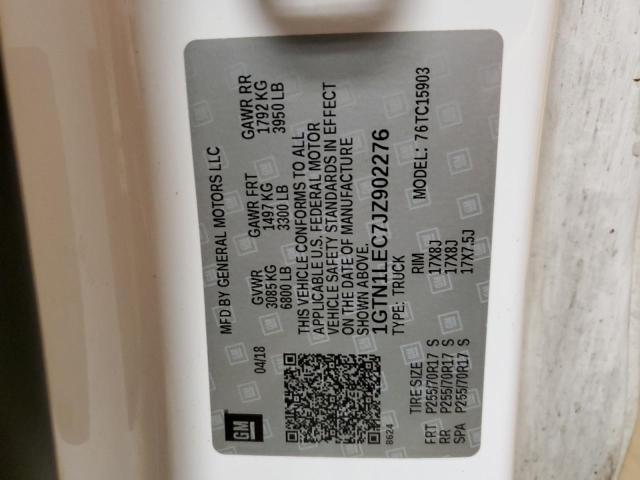 GM
04/18
MFD BY GENERAL MOTORS LLC
GVWR
3085 KG
6800 LB
GAWR FRT
1497 KG
3300 LB
GAWR RR
1792 KG
3950 LB
THIS VEHICLE CONFORMS TO ALL
APPLICABLE U.S. FEDERAL MOTOR
VEHICLE SAFETY STANDARDS IN EFFECT
ON THE DATE OF MANUFACTURE
SHOWN ABOVE.
1GTN1LEC7JZ902276
TYPE: TRUCK
MODEL: 76TC15903
8624
TIRE SIZE RIM
FRT P255/70R17 S 17X8J
RR P255/70R17 S 17X8J
SPA P255/70R17 S 17X7.5J